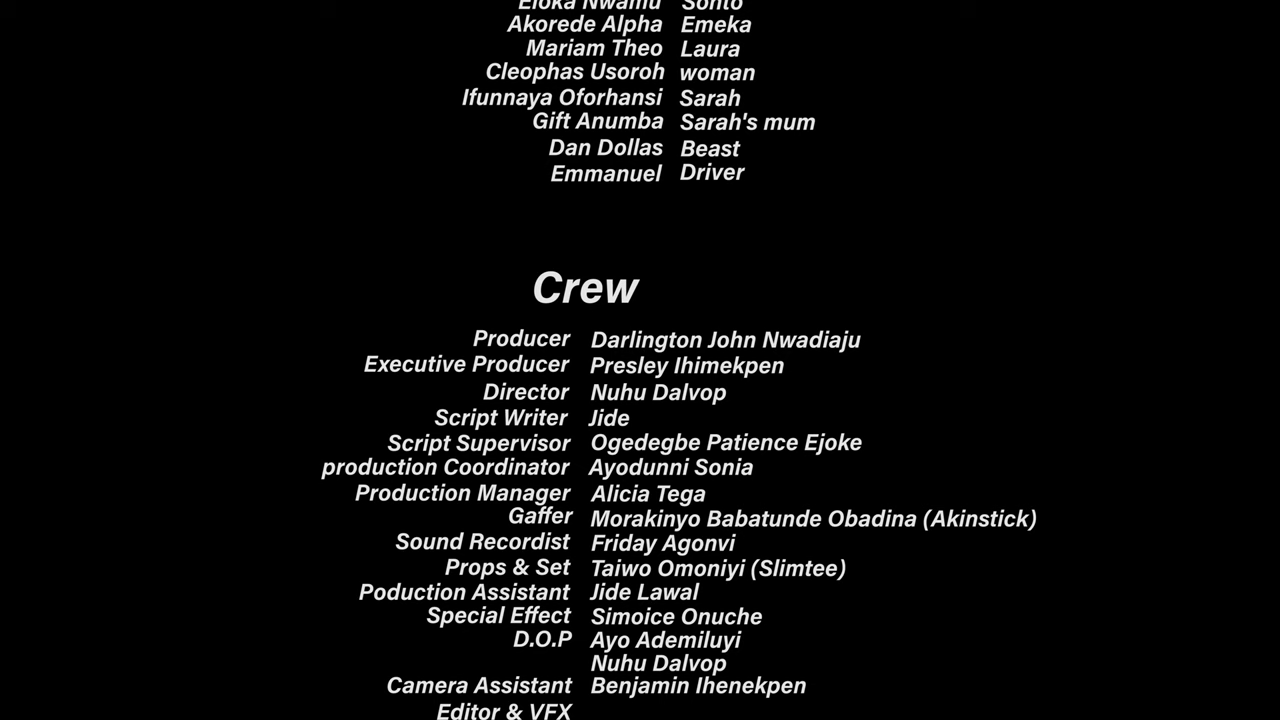 Eloka Nwamu Sonto
Akorede Alpha Emeka
Mariam Theo Laura
Cleophas Usoroh woman
Ifunnaya Oforhansi Sarah
Gift Anumba Sarah's mum
Dan Dollas Beast
Emmanuel Driver
Crew
Producer Darlington John Nwadiaju
Executive Producer Presley Ihimekpen
Director Nuhu Dalvop
Script Writer Jide
Script Supervisor Ogedegbe Patience Ejoke
production Coordinator Ayodunni Sonia
Production Manager Alicia Tega
Gaffer Morakinyo Babatunde Obadina (Akinstick)
Sound Recordist Friday Agonvi
Props & Set Taiwo Omoniyi (Slimtee)
Poduction Assistant Jide Lawal
Special Effect Simoice Onuche
D.O.P Ayo Ademiluyi
Nuhu Dalvop
Camera Assistant Benjamin Ihenekpen
Editor & VFX